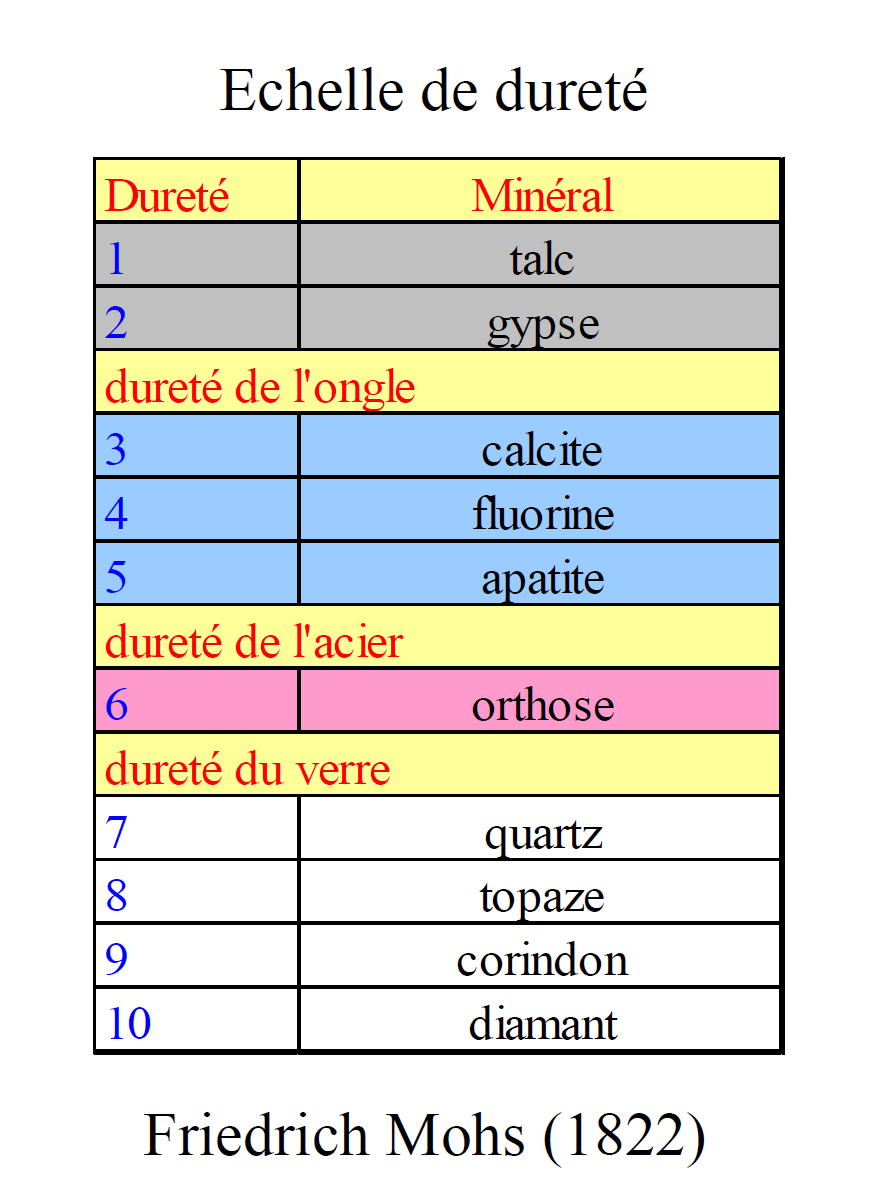 Echelle de dureté
Dureté Minéral
1 talc
2 gypse
dureté de l'ongle
3 calcite
4 fluorine
5 apatite
dureté de l'acier
6 orthose
dureté du verre
7 quartz
8 topaze
9 corindon
10 diamant
Friedrich Mohs (1822)